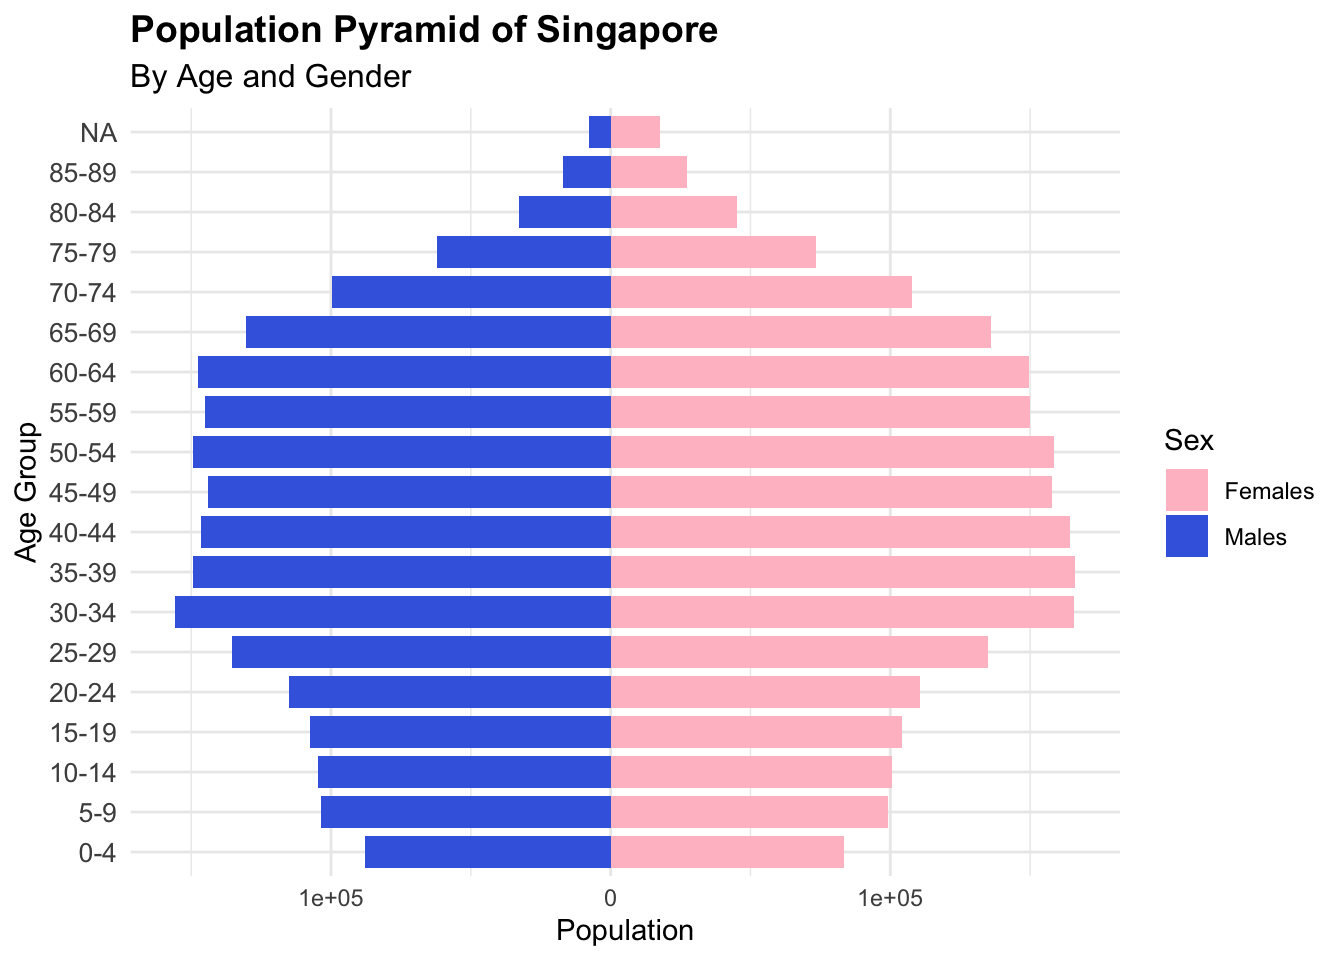 Population Pyramid of Singapore
By Age and Gender
NA
85-89
80-84
75-79
70-74
65-69
60-64
55-59
50-54
45-49
40-44
35-39
30-34
25-29
20-24
15-19
10-14
5-9
0-4
Age Group
1e+05 0 1e+05
Population
Sex
Females
Males